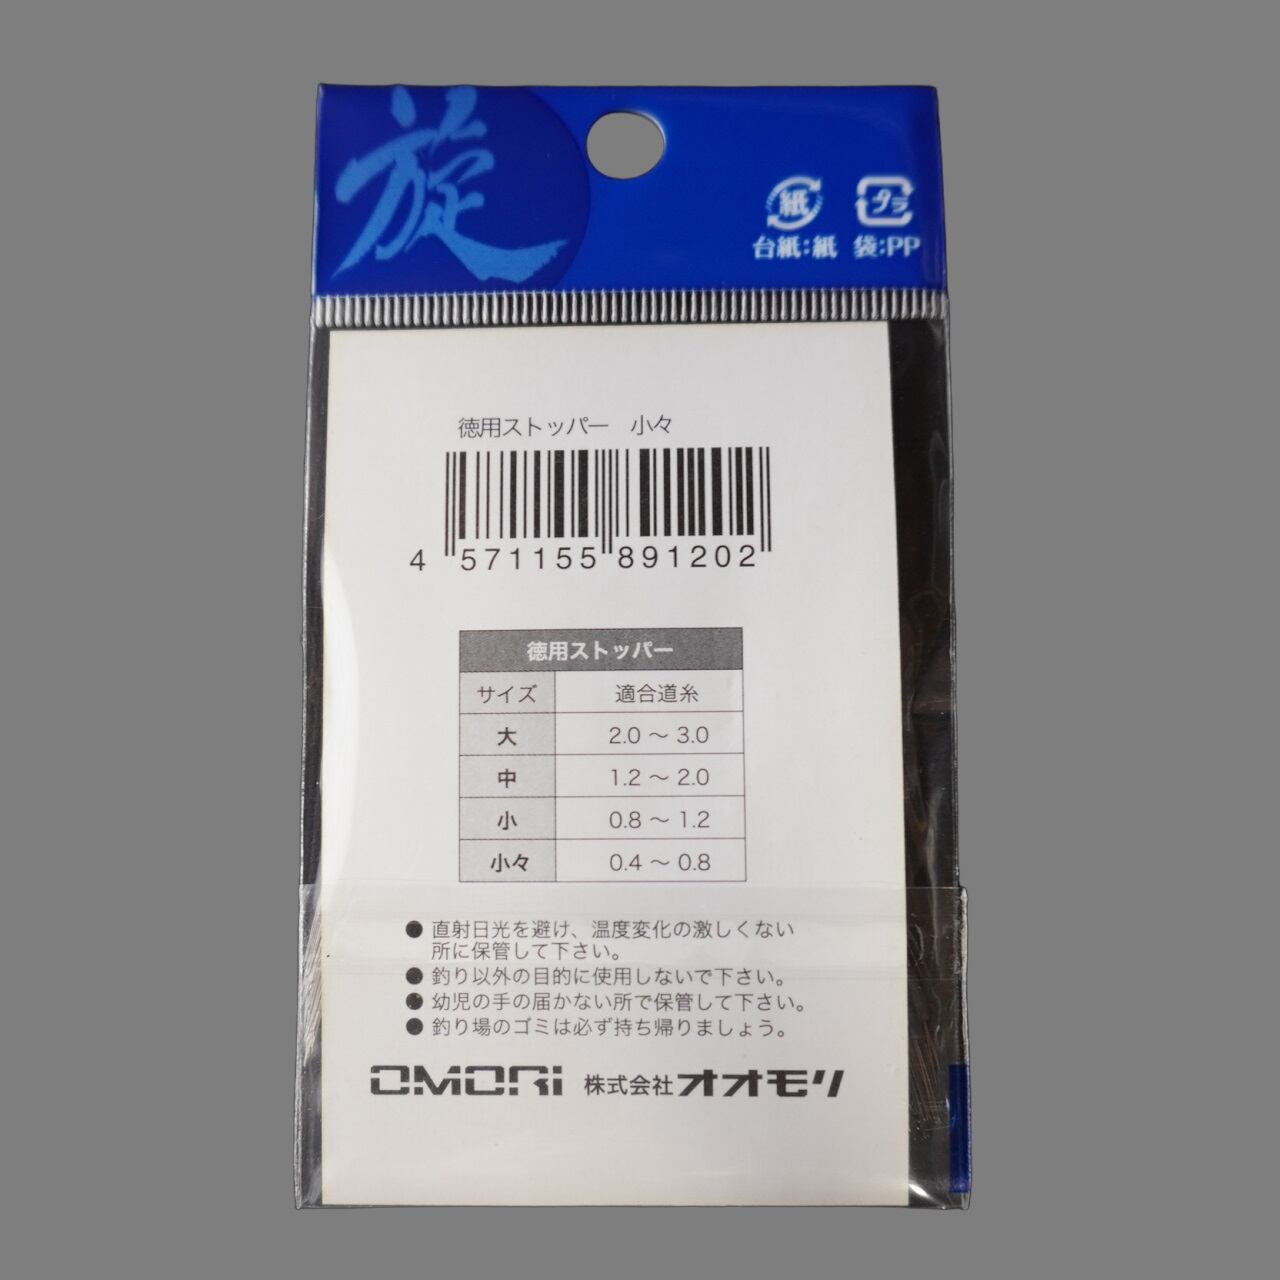 旋
紙 プラ
台紙:紙 袋:PP
徳用ストッパー 小々
4 571155 891202
徳用ストッパー
サイズ 適合道糸
大 2.0 ～ 3.0
中 1.2 ～ 2.0
小 0.8 ～ 1.2
小々 0.4 ～ 0.8
● 直射日光を避け、温度変化の激しくない
所に保管して下さい。
● 釣り以外の目的に使用しないで下さい。
● 幼児の手の届かない所で保管して下さい。
● 釣り場のゴミは必ず持ち帰りましょう。
OMORI 株式会社オオモリ